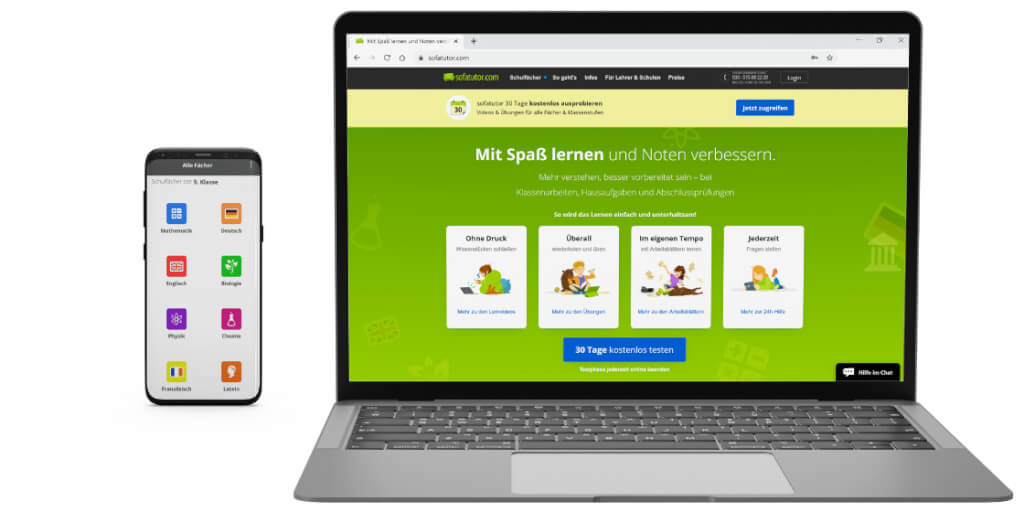 Alle Fächer
Schulfächer der 5. Klasse
Mathematik
Deutsch
Englisch
Biologie
Physik
Chemie
Französisch
Latein
Mit Spaß lernen und Noten ver
sofatutor.com
sofatutor.com
Schulfächer
So geht's
Infos
Für Lehrer & Schulen
Preise
Login
30
sofatutor 30 Tage kostenlos ausprobieren
Videos & Übungen für alle Fächer & Klassenstufen
Jetzt zugreifen
Mit Spaß lernen und Noten verbessern.
Mehr verstehen, besser vorbereitet sein – bei
Klassenarbeiten, Hausaufgaben und Abschlussprüfungen
So wird das Lernen einfach und unterhaltsam!
Ohne Druck
Wissenslücken schließen
Mehr zu den Lernvideos
Überall
wiederholen und üben
Mehr zu den Übungen
Im eigenen Tempo
mit Arbeitsblättern lernen
Mehr zu den Arbeitsblättern
Jederzeit
Fragen stellen
Mehr zur 24h-Hilfe
30 Tage kostenlos testen
Testphase jederzeit online beenden
Hilfe im Chat